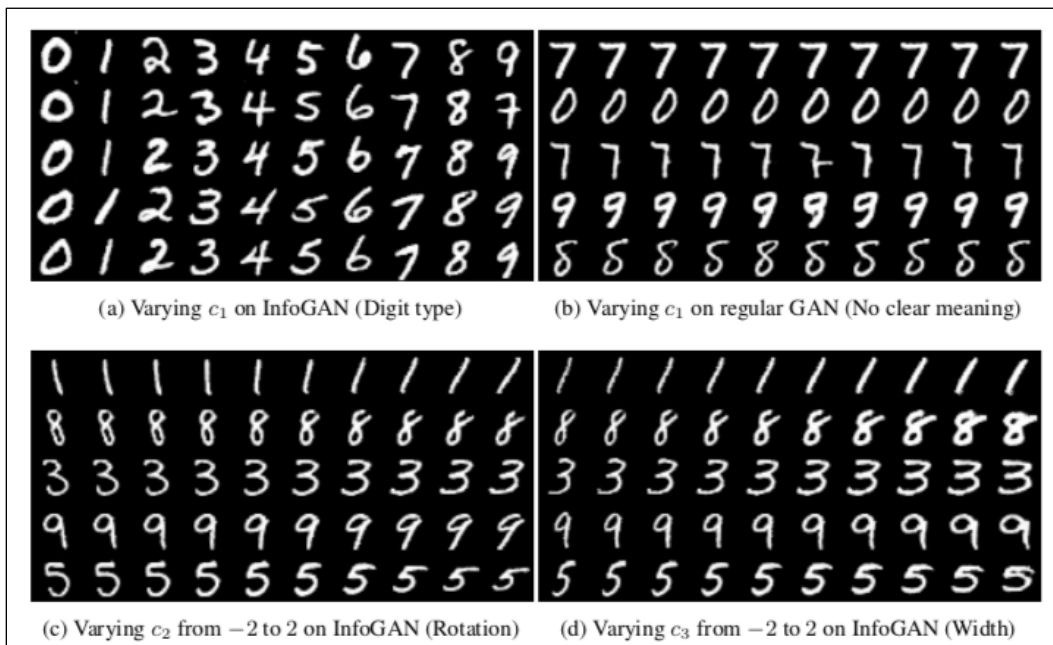 0 1 2 3 4 5 6 7 8 9
0 1 2 3 4 5 6 7 8 7
0 1 2 3 4 5 6 7 8 9
0 1 2 3 4 5 6 7 8 9
0 1 2 3 4 5 6 7 8 9
(a) Varying c₁ on InfoGAN (Digit type)
7 7 7 7 7 7 7 7 7 7
0 0 0 0 0 0 0 0 0 0
7 7 7 7 7 7 7 7 7 7
9 9 9 9 9 9 9 9 9 9
8 8 8 8 8 8 8 8 8 8
(b) Varying c₁ on regular GAN (No clear meaning)
1 1 1 1 1 1 1 1 1 1
8 8 8 8 8 8 8 8 8 8
3 3 3 3 3 3 3 3 3 3
9 9 9 9 9 9 9 9 9 9
5 5 5 5 5 5 5 5 5 5
(c) Varying c₂ from −2 to 2 on InfoGAN (Rotation)
1 1 1 1 1 1 1 1 1 1
8 8 8 8 8 8 8 8 8 8
3 3 3 3 3 3 3 3 3 3
9 9 9 9 9 9 9 9 9 9
5 5 5 5 5 5 5 5 5 5
(d) Varying c₃ from −2 to 2 on InfoGAN (Width)